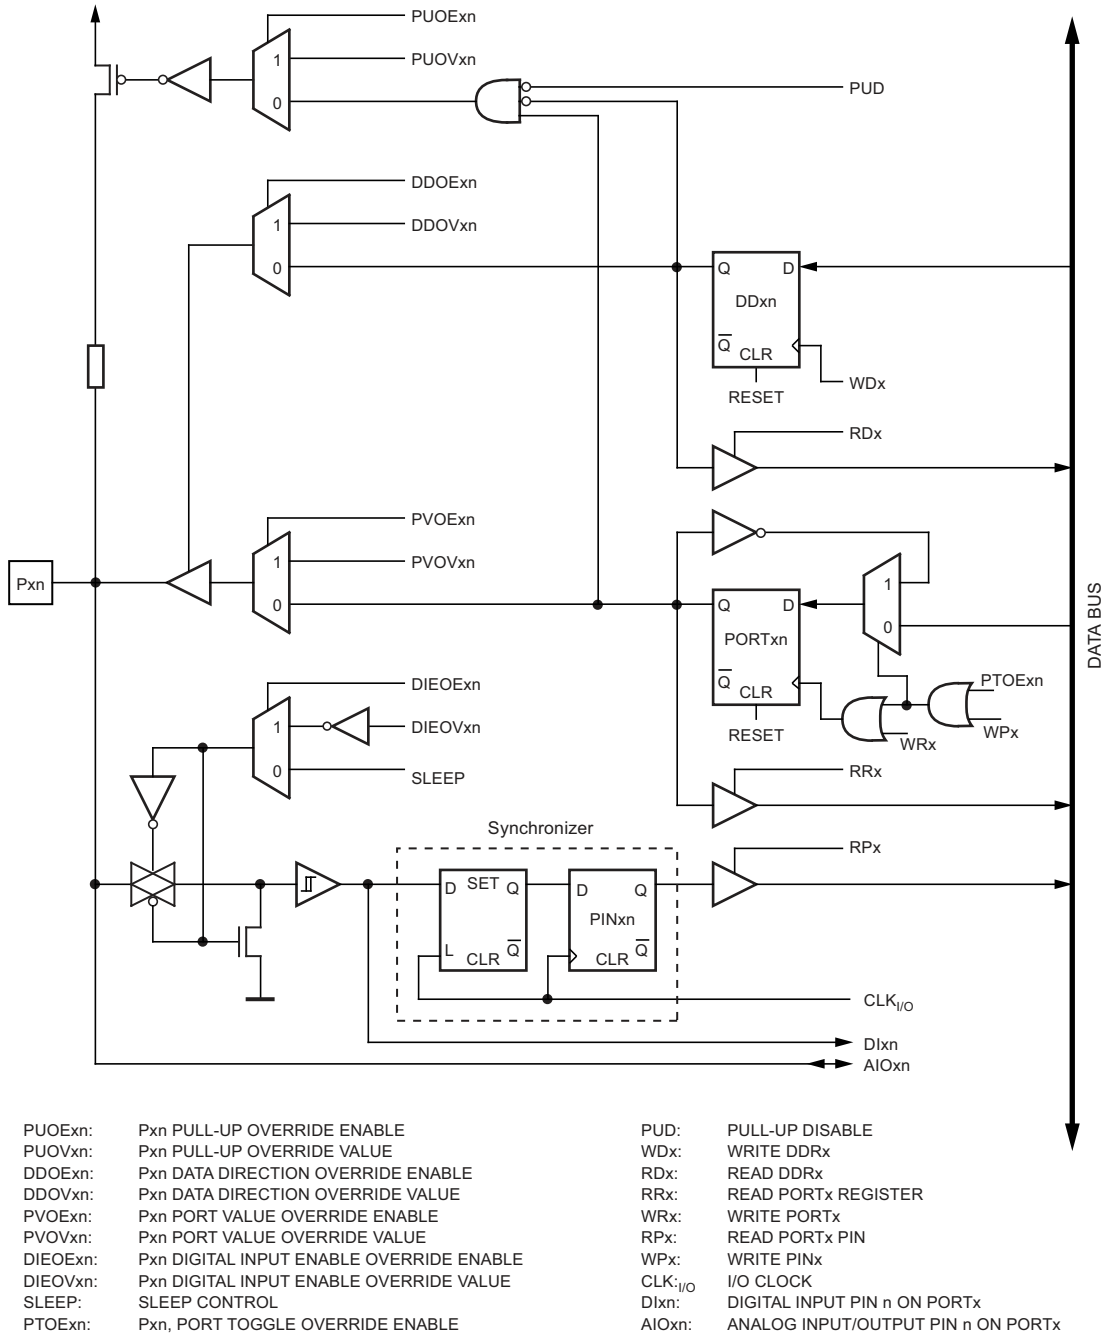 PUOExn
PUOVxn
1
0
PUD
DDOExn
DDOVxn
1
0
Q D
DDxn
Q CLR
RESET
WDx
RDx
PVOExn
PVOVxn
1
0
Pxn
Q D
PORTxn
Q CLR
RESET
1
0
PTOExn
WPx
WRx
RRx
DATA BUS
DIEOExn
DIEOVxn
1
0
SLEEP
Synchronizer
RPx
D SET Q
L CLR Q
D Q
PINxn
CLR Q
CLKI/O
DIxn
AIOxn
PUOExn: Pxn PULL-UP OVERRIDE ENABLE
PUOVxn: Pxn PULL-UP OVERRIDE VALUE
DDOExn: Pxn DATA DIRECTION OVERRIDE ENABLE
DDOVxn: Pxn DATA DIRECTION OVERRIDE VALUE
PVOExn: Pxn PORT VALUE OVERRIDE ENABLE
PVOVxn: Pxn PORT VALUE OVERRIDE VALUE
DIEOExn: Pxn DIGITAL INPUT ENABLE OVERRIDE ENABLE
DIEOVxn: Pxn DIGITAL INPUT ENABLE OVERRIDE VALUE
SLEEP: SLEEP CONTROL
PTOExn: Pxn, PORT TOGGLE OVERRIDE ENABLE
PUD: PULL-UP DISABLE
WDx: WRITE DDRx
RDx: READ DDRx
RRx: READ PORTx REGISTER
WRx: WRITE PORTx
RPx: READ PORTx PIN
WPx: WRITE PINx
CLK:I/O I/O CLOCK
DIxn: DIGITAL INPUT PIN n ON PORTx
AIOxn: ANALOG INPUT/OUTPUT PIN n ON PORTx